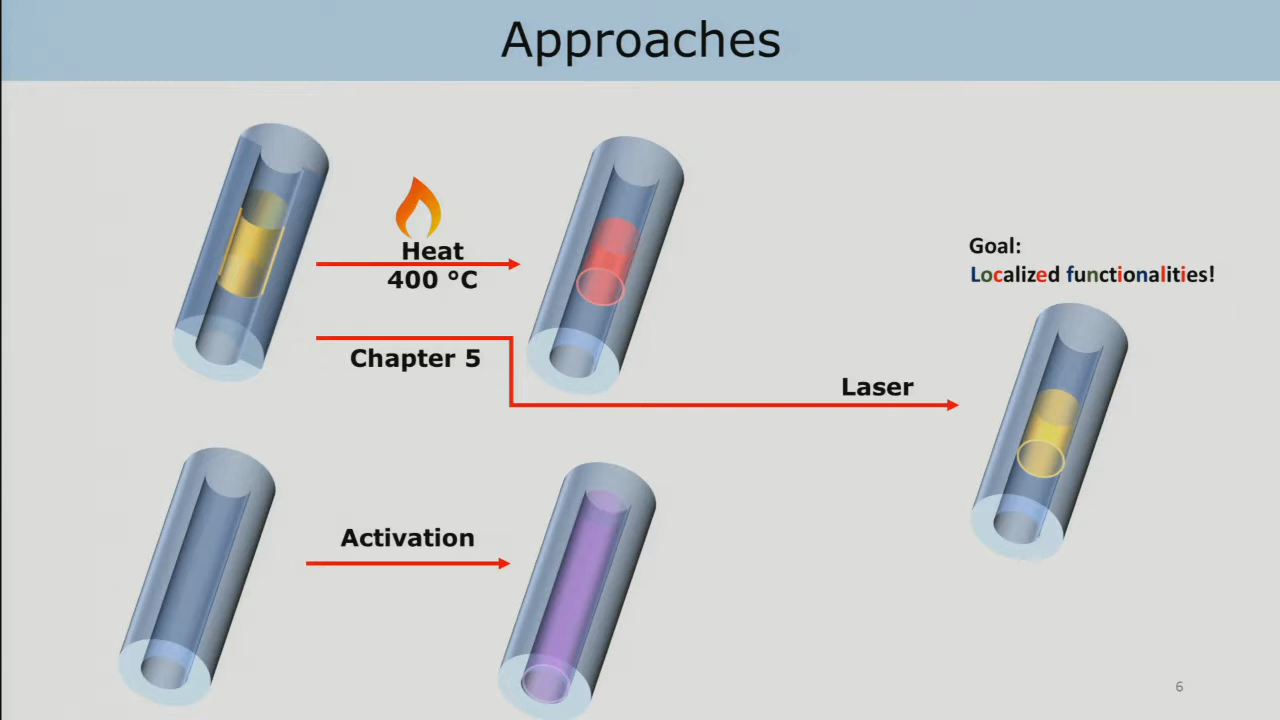 Approaches
Heat
400 °C
Goal:
Localized functionalities!
Chapter 5
Laser
Activation
6